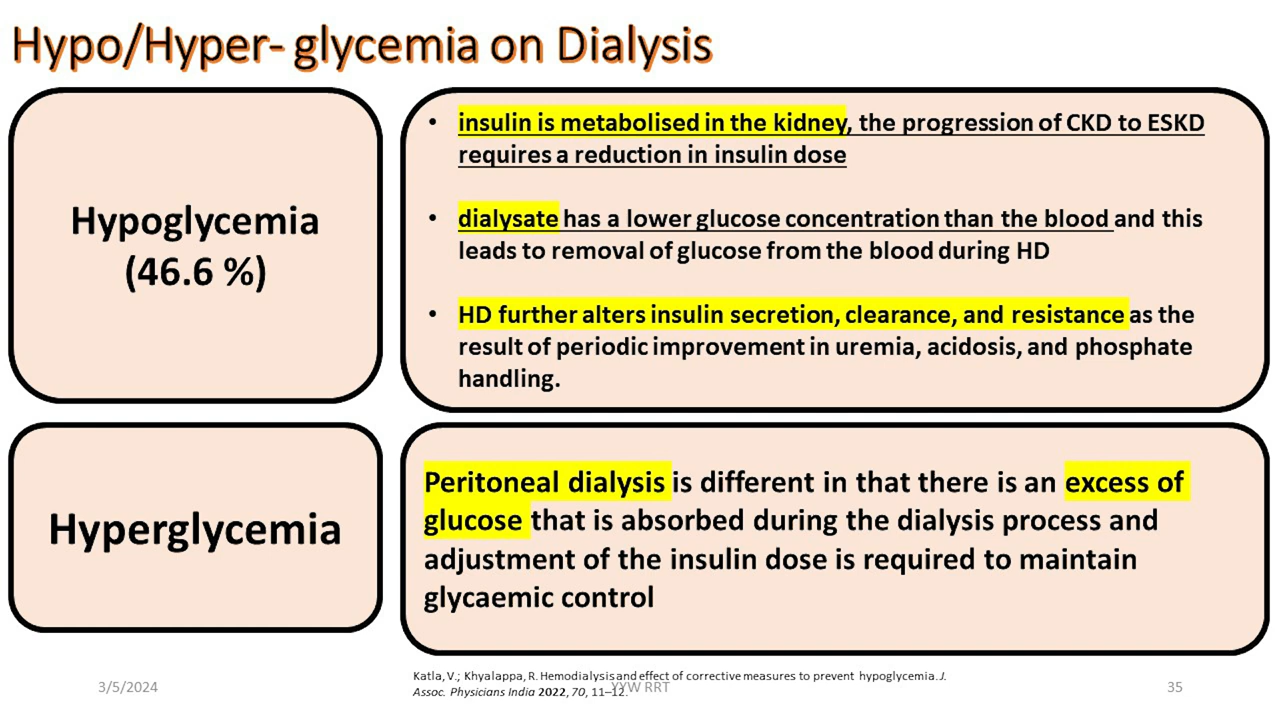 Hypo/Hyper- glycemia on Dialysis
Hypoglycemia
(46.6 %)
• insulin is metabolised in the kidney, the progression of CKD to ESKD
requires a reduction in insulin dose
• dialysate has a lower glucose concentration than the blood and this
leads to removal of glucose from the blood during HD
• HD further alters insulin secretion, clearance, and resistance as the
result of periodic improvement in uremia, acidosis, and phosphate
handling.
Hyperglycemia
Peritoneal dialysis is different in that there is an excess of
glucose that is absorbed during the dialysis process and
adjustment of the insulin dose is required to maintain
glycaemic control
Katla, V.; Khyalappa, R. Hemodialysis and effect of corrective measures to prevent hypoglycemia. J.
Assoc. Physicians India 2022, 70, 11–12.
3/5/2024
YYW RRT
35